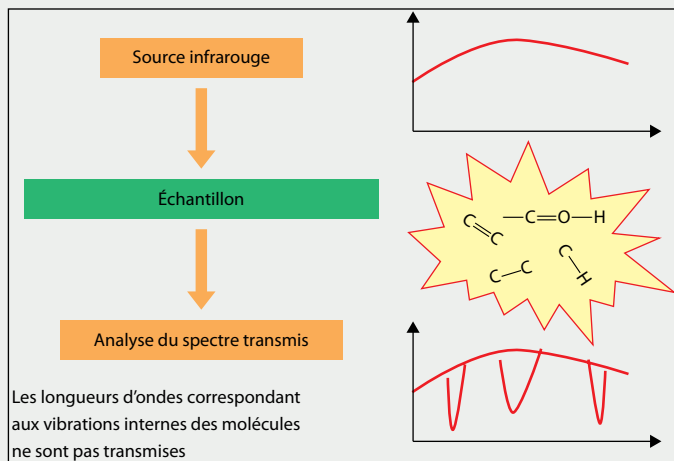 Source infrarouge
Échantillon
—C=O—H
C=C
C—C
C—H
Analyse du spectre transmis
Les longueurs d’ondes correspondant
aux vibrations internes des molécules
ne sont pas transmises